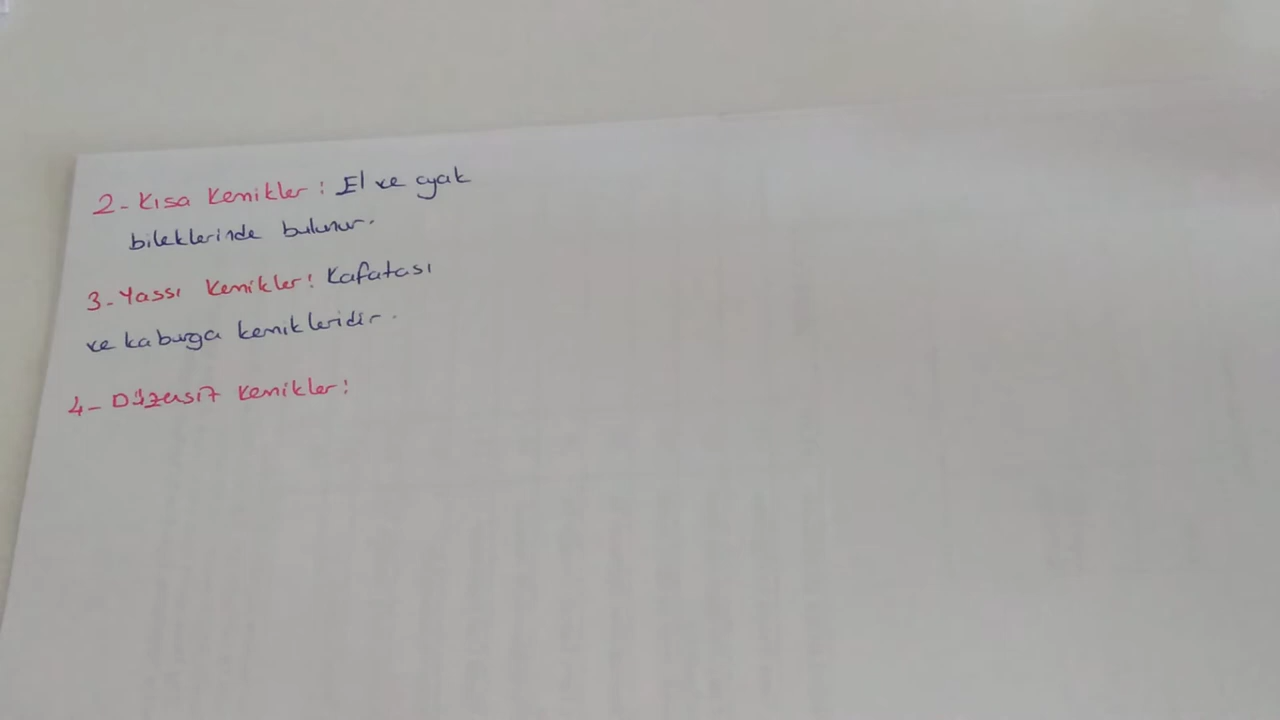 2- Kısa Kemikler: El ve ayak
bileklerinde bulunur.
3- Yassı Kemikler: Kafatası
ve kaburga kemikleridir.
4- Düzensiz Kemikler: